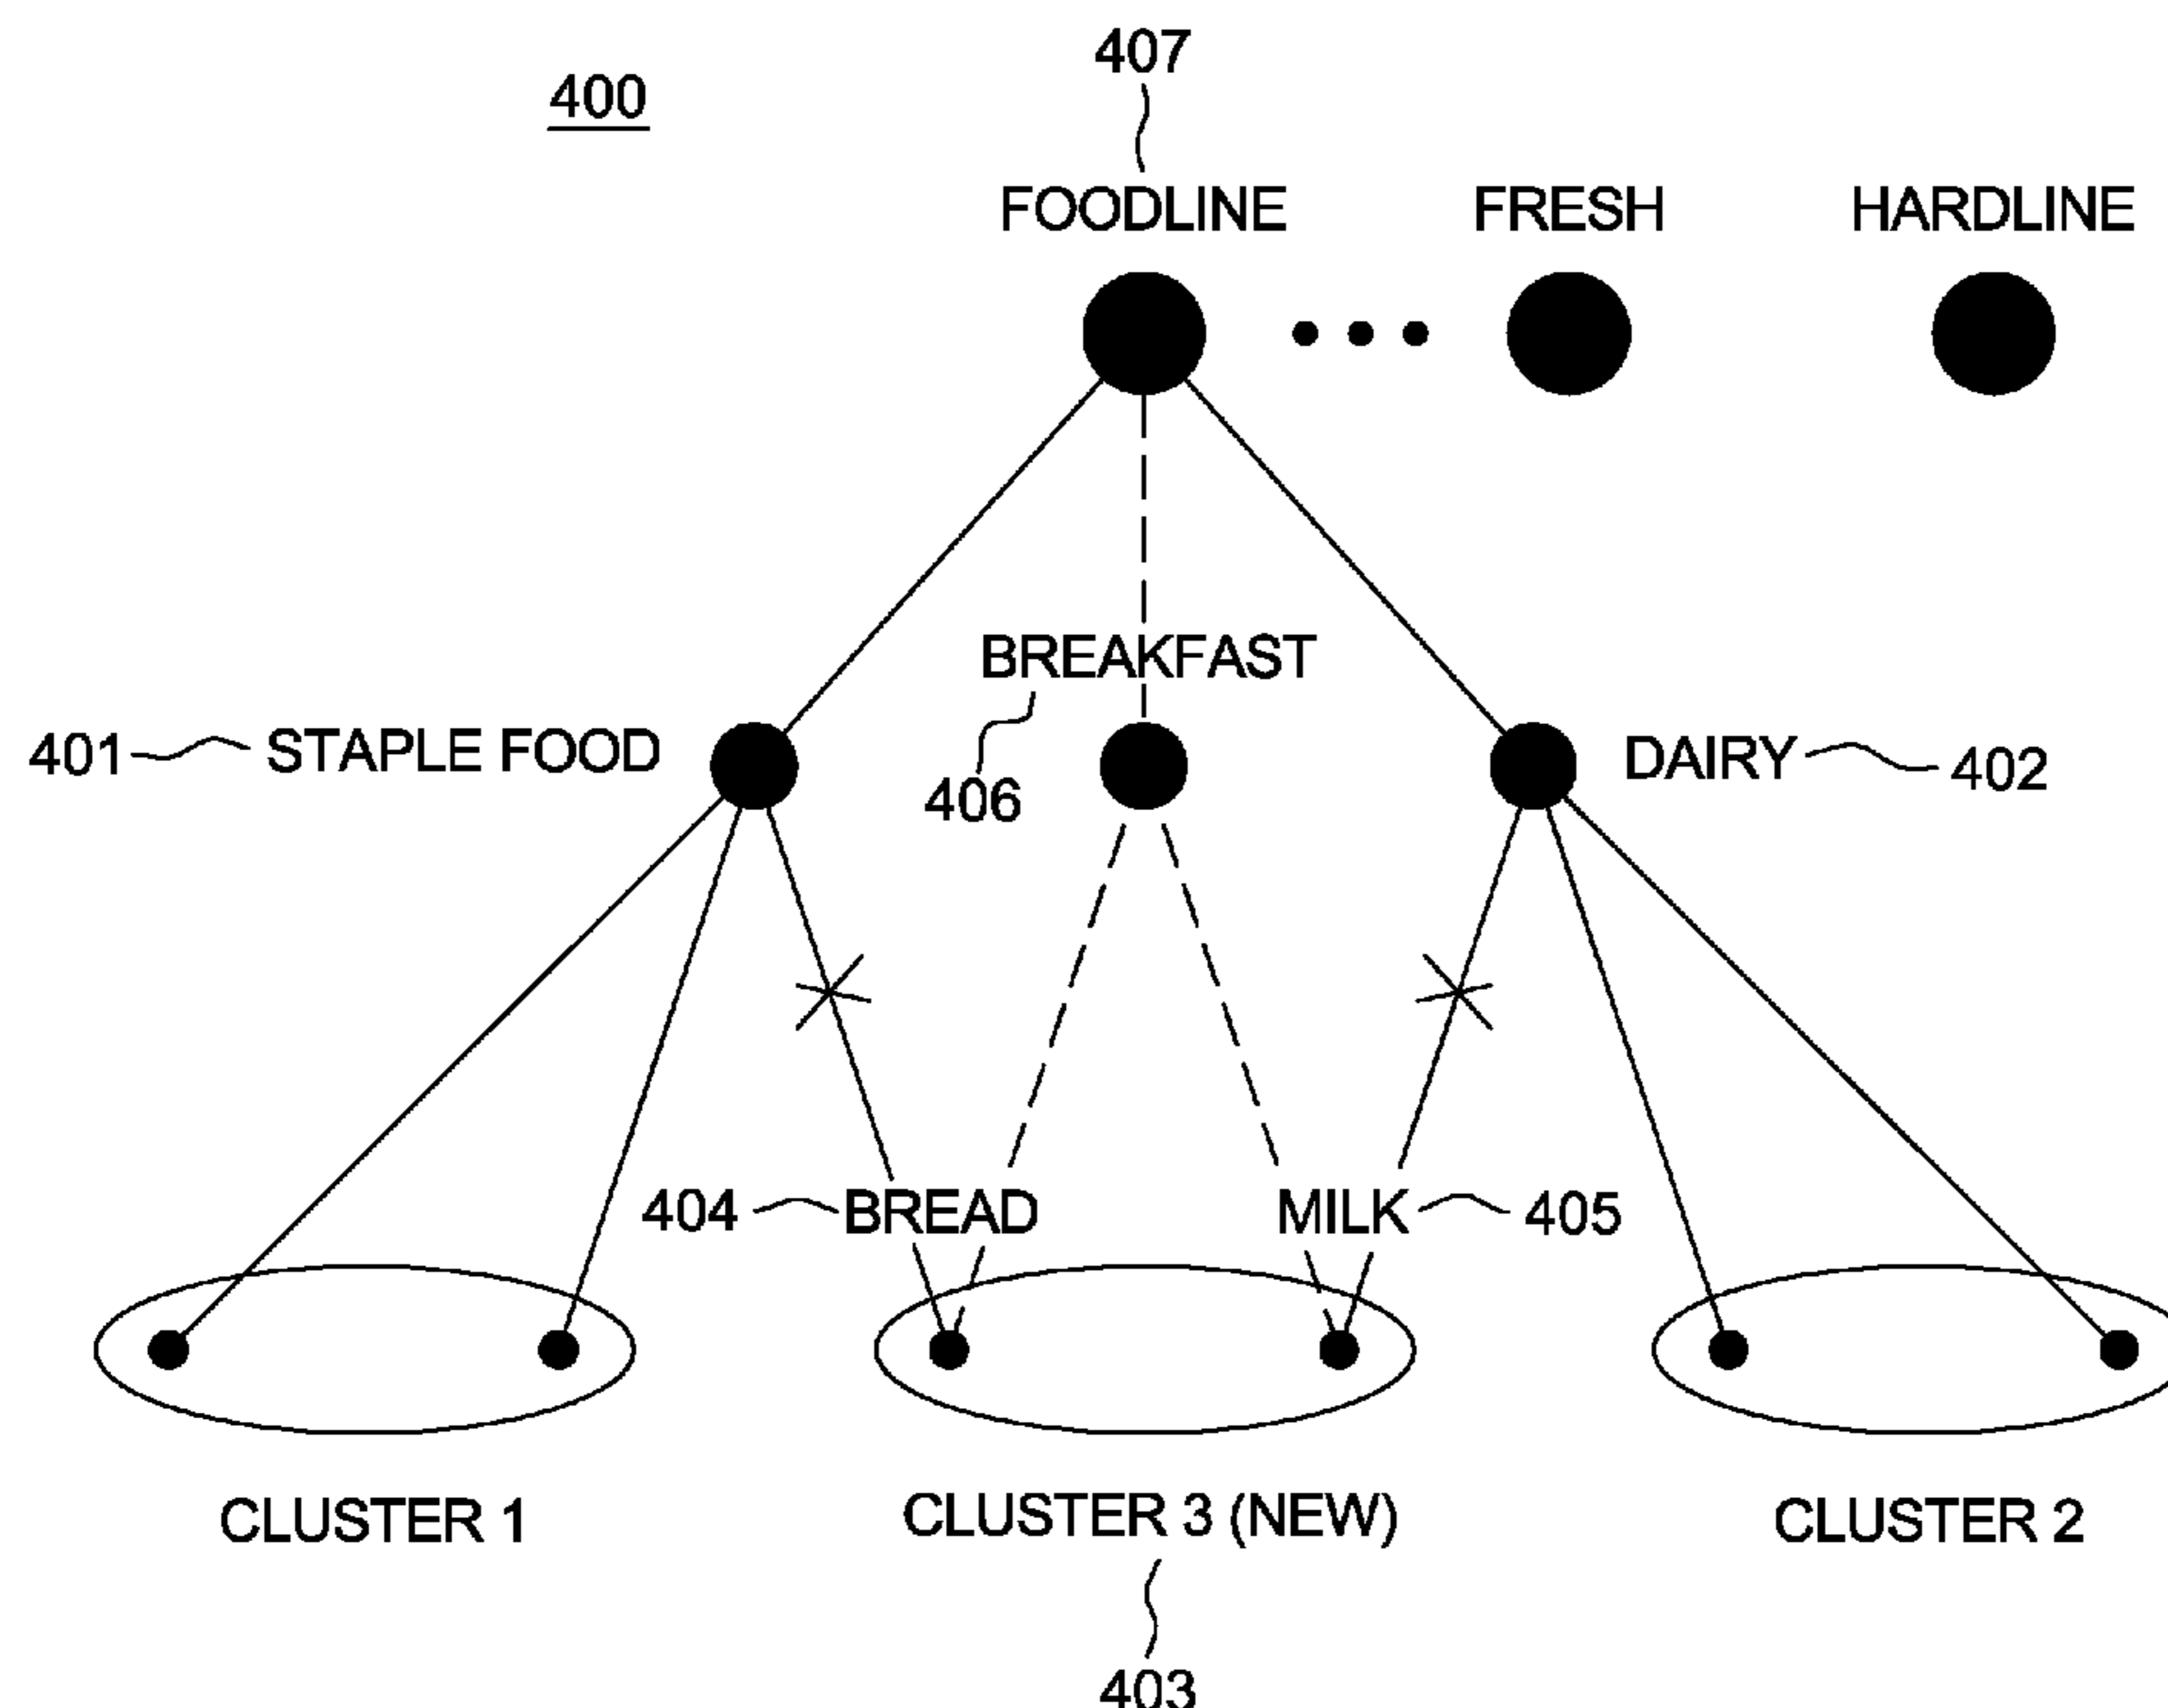 407
400
FOODLINE
FRESH
HARDLINE
BREAKFAST
401
STAPLE FOOD
406
DAIRY
402
404
BREAD
MILK
405
CLUSTER 1
CLUSTER 3 (NEW)
CLUSTER 2
403